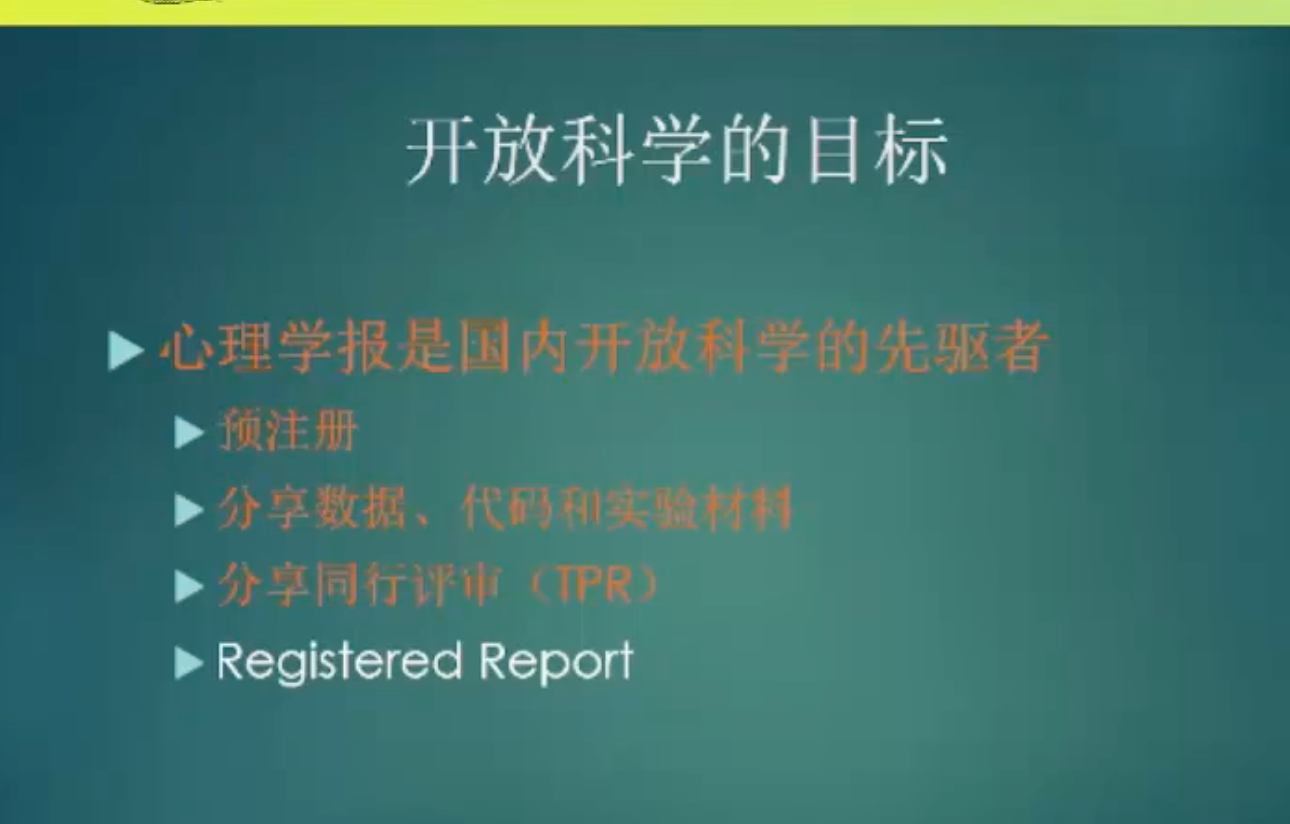 开放科学的目标
心理学报是国内开放科学的先驱者
预注册
分享数据、代码和实验材料
分享同行评审（TPR）
Registered Report